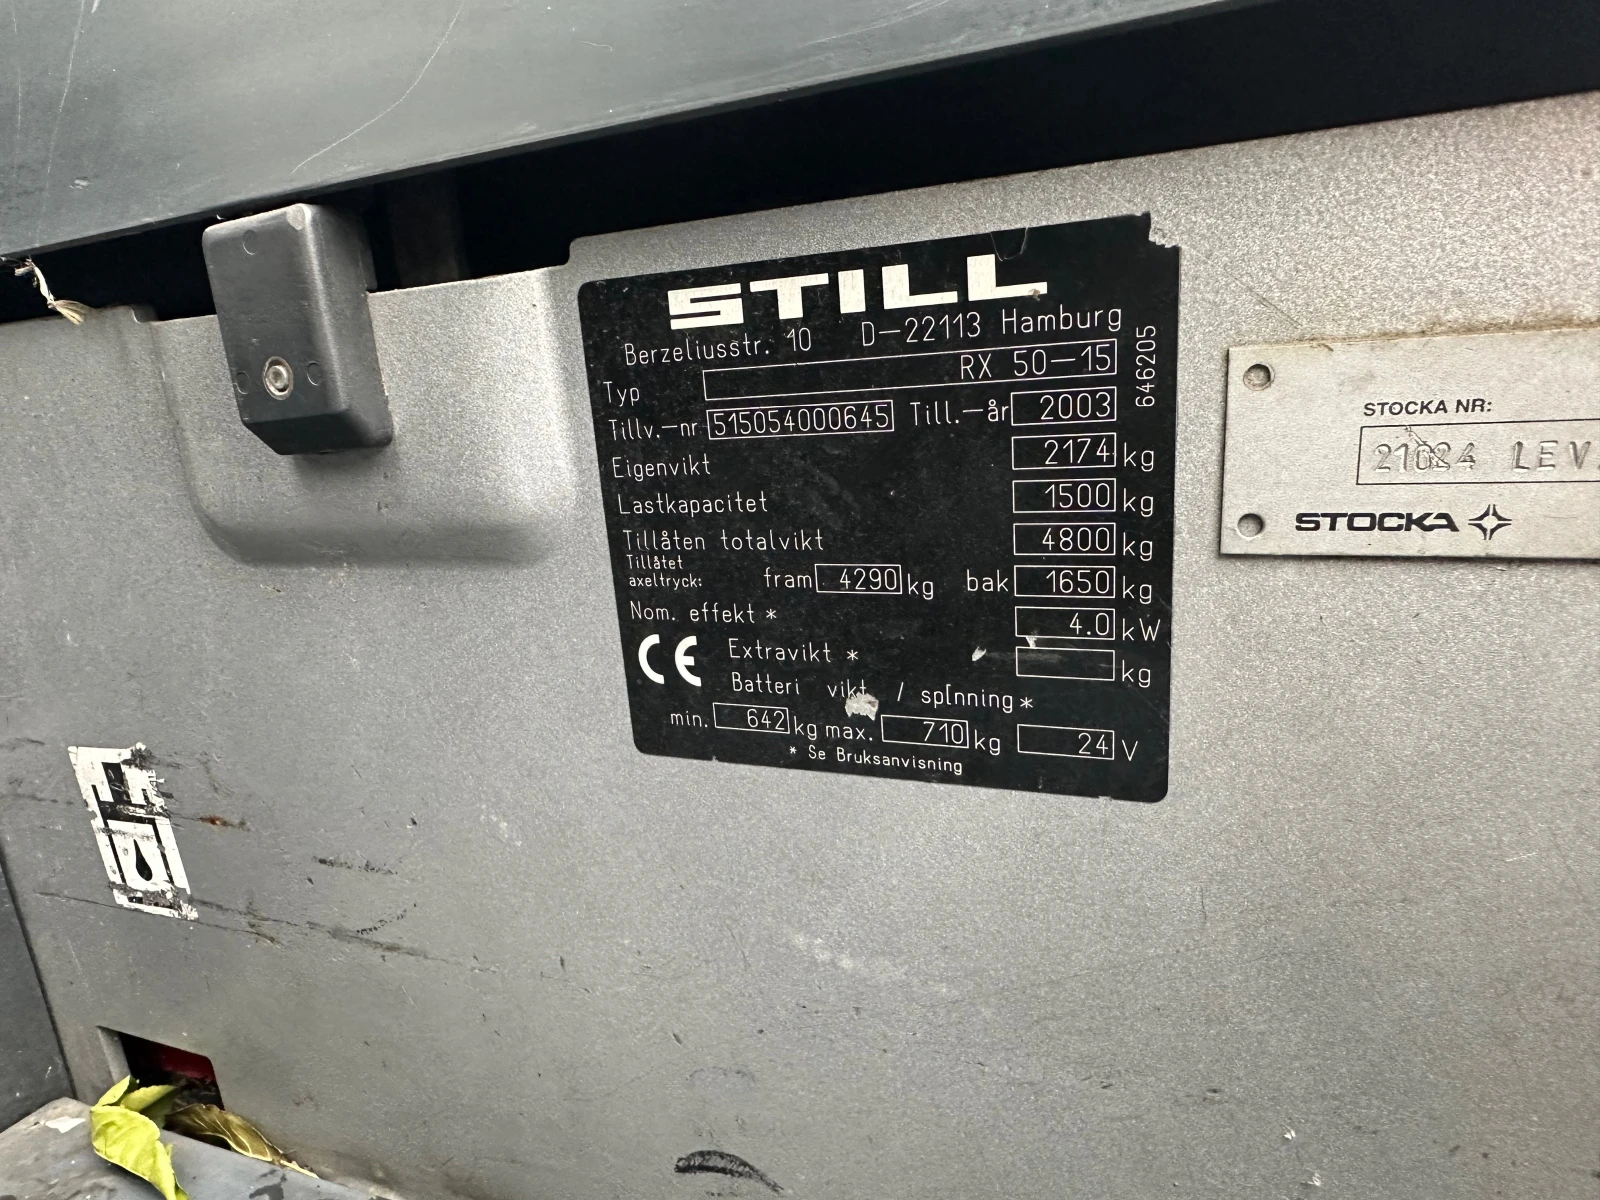 STILL
Berzeliusstr. 10 D-22113 Hamburg
Typ RX 50-15
646205
Tillv.-nr 515054000645 Till.-år 2003
Eigenvikt 2174 kg
Lastkapacitet 1500 kg
Tillåten totalvikt 4800 kg
Tillåtet
axeltryck: fram 4290 kg bak 1650 kg
Nom. effekt * 4.0 kW
CE Extravikt * kg
Batteri vikt / spInning *
min. 642 kg max. 710 kg 24 V
* Se Bruksanvisning
STOCKA NR:
LEV.
STOCKA